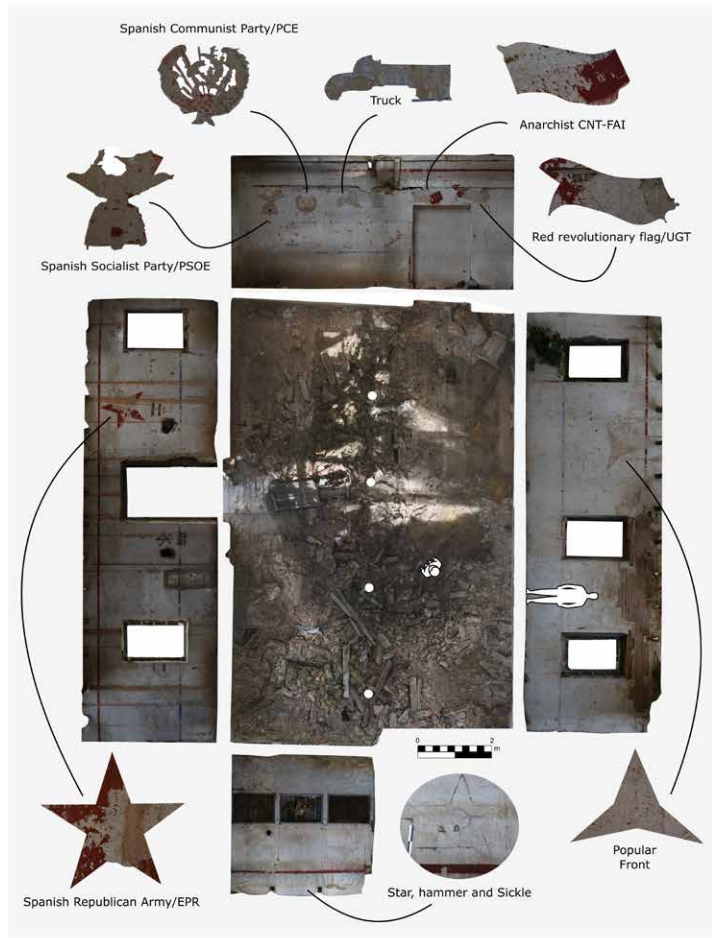 Spanish Communist Party/PCE
Truck
Anarchist CNT-FAI
Spanish Socialist Party/PSOE
Red revolutionary flag/UGT
0
2
m
Spanish Republican Army/EPR
Star, hammer and Sickle
Popular
Front